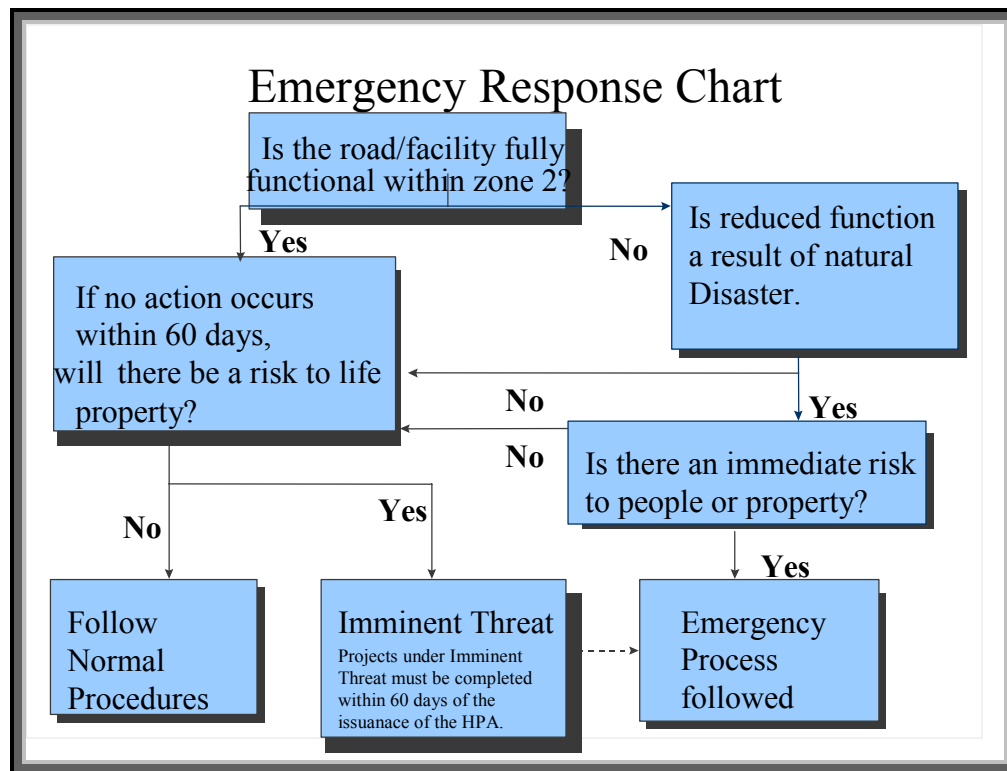 Emergency Response Chart
Is the road/facility fully
functional within zone 2?
Yes
No
Is reduced function
a result of natural
Disaster.
If no action occurs
within 60 days,
will there be a risk to life
property?
No
Yes
No
Is there an immediate risk
to people or property?
No
Yes
Yes
Follow
Normal
Procedures
Imminent Threat
Projects under Imminent
Threat must be completed
within 60 days of the
issuanace of the HPA.
Emergency
Process
followed